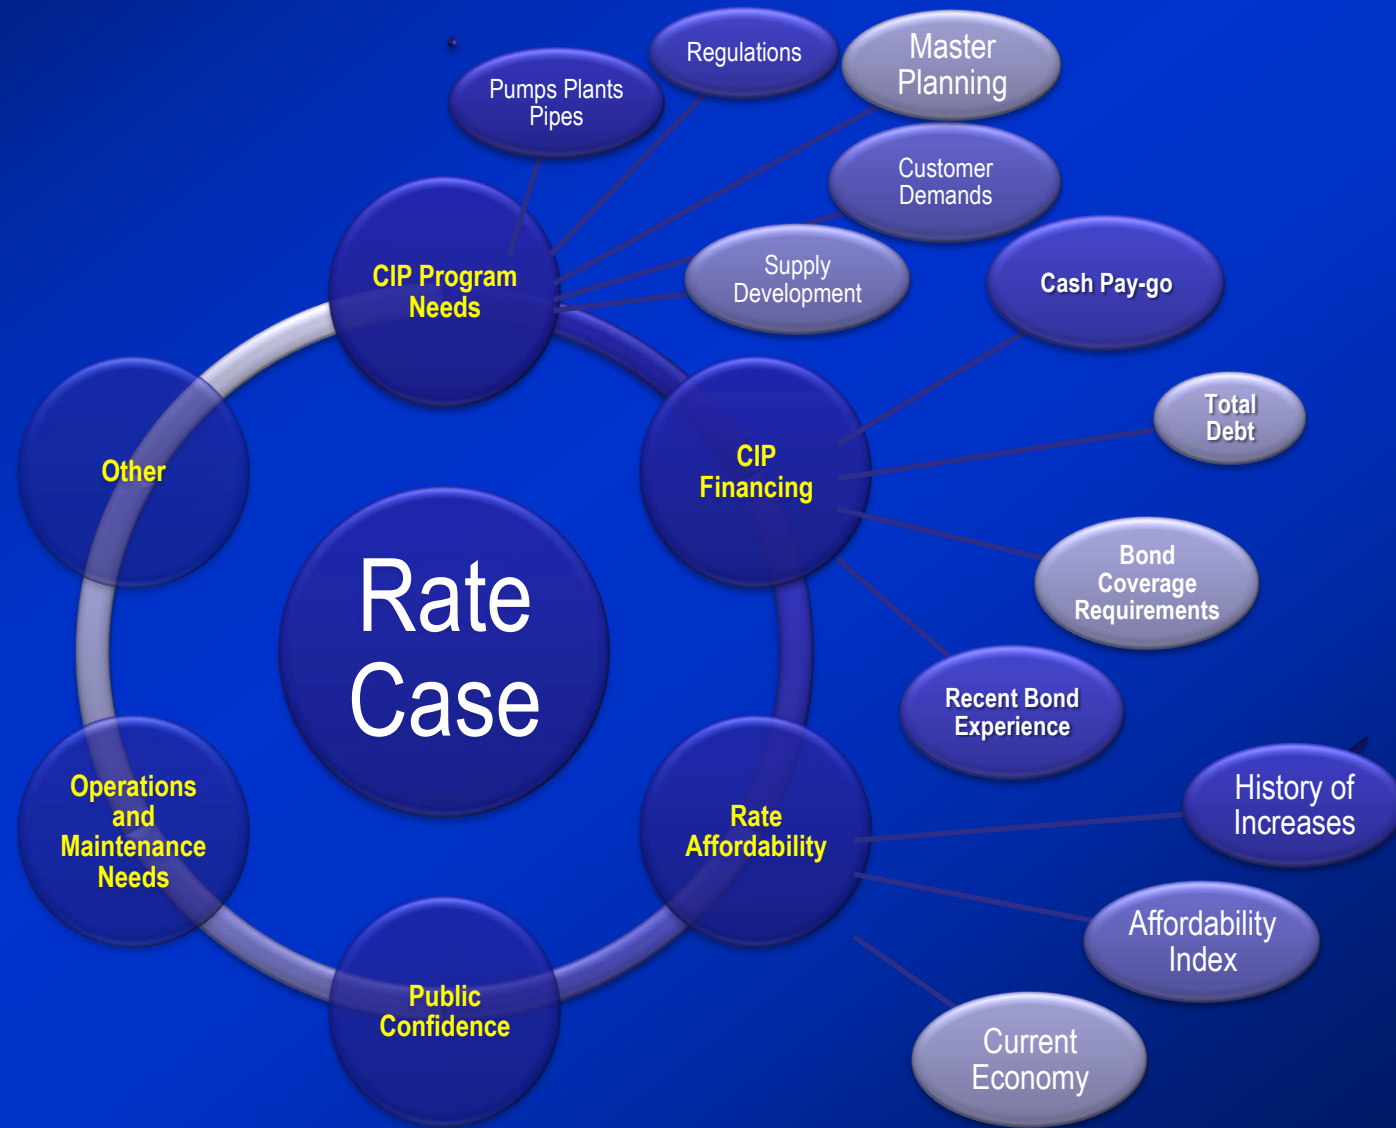 Regulations
Master
Planning
Pumps Plants
Pipes
Customer
Demands
CIP Program
Needs
Supply
Development
Cash Pay-go
Total
Debt
Other
CIP
Financing
Rate
Case
Bond
Coverage
Requirements
Recent Bond
Experience
Operations
and
Maintenance
Needs
Rate
Affordability
History of
Increases
Affordability
Index
Public
Confidence
Current
Economy